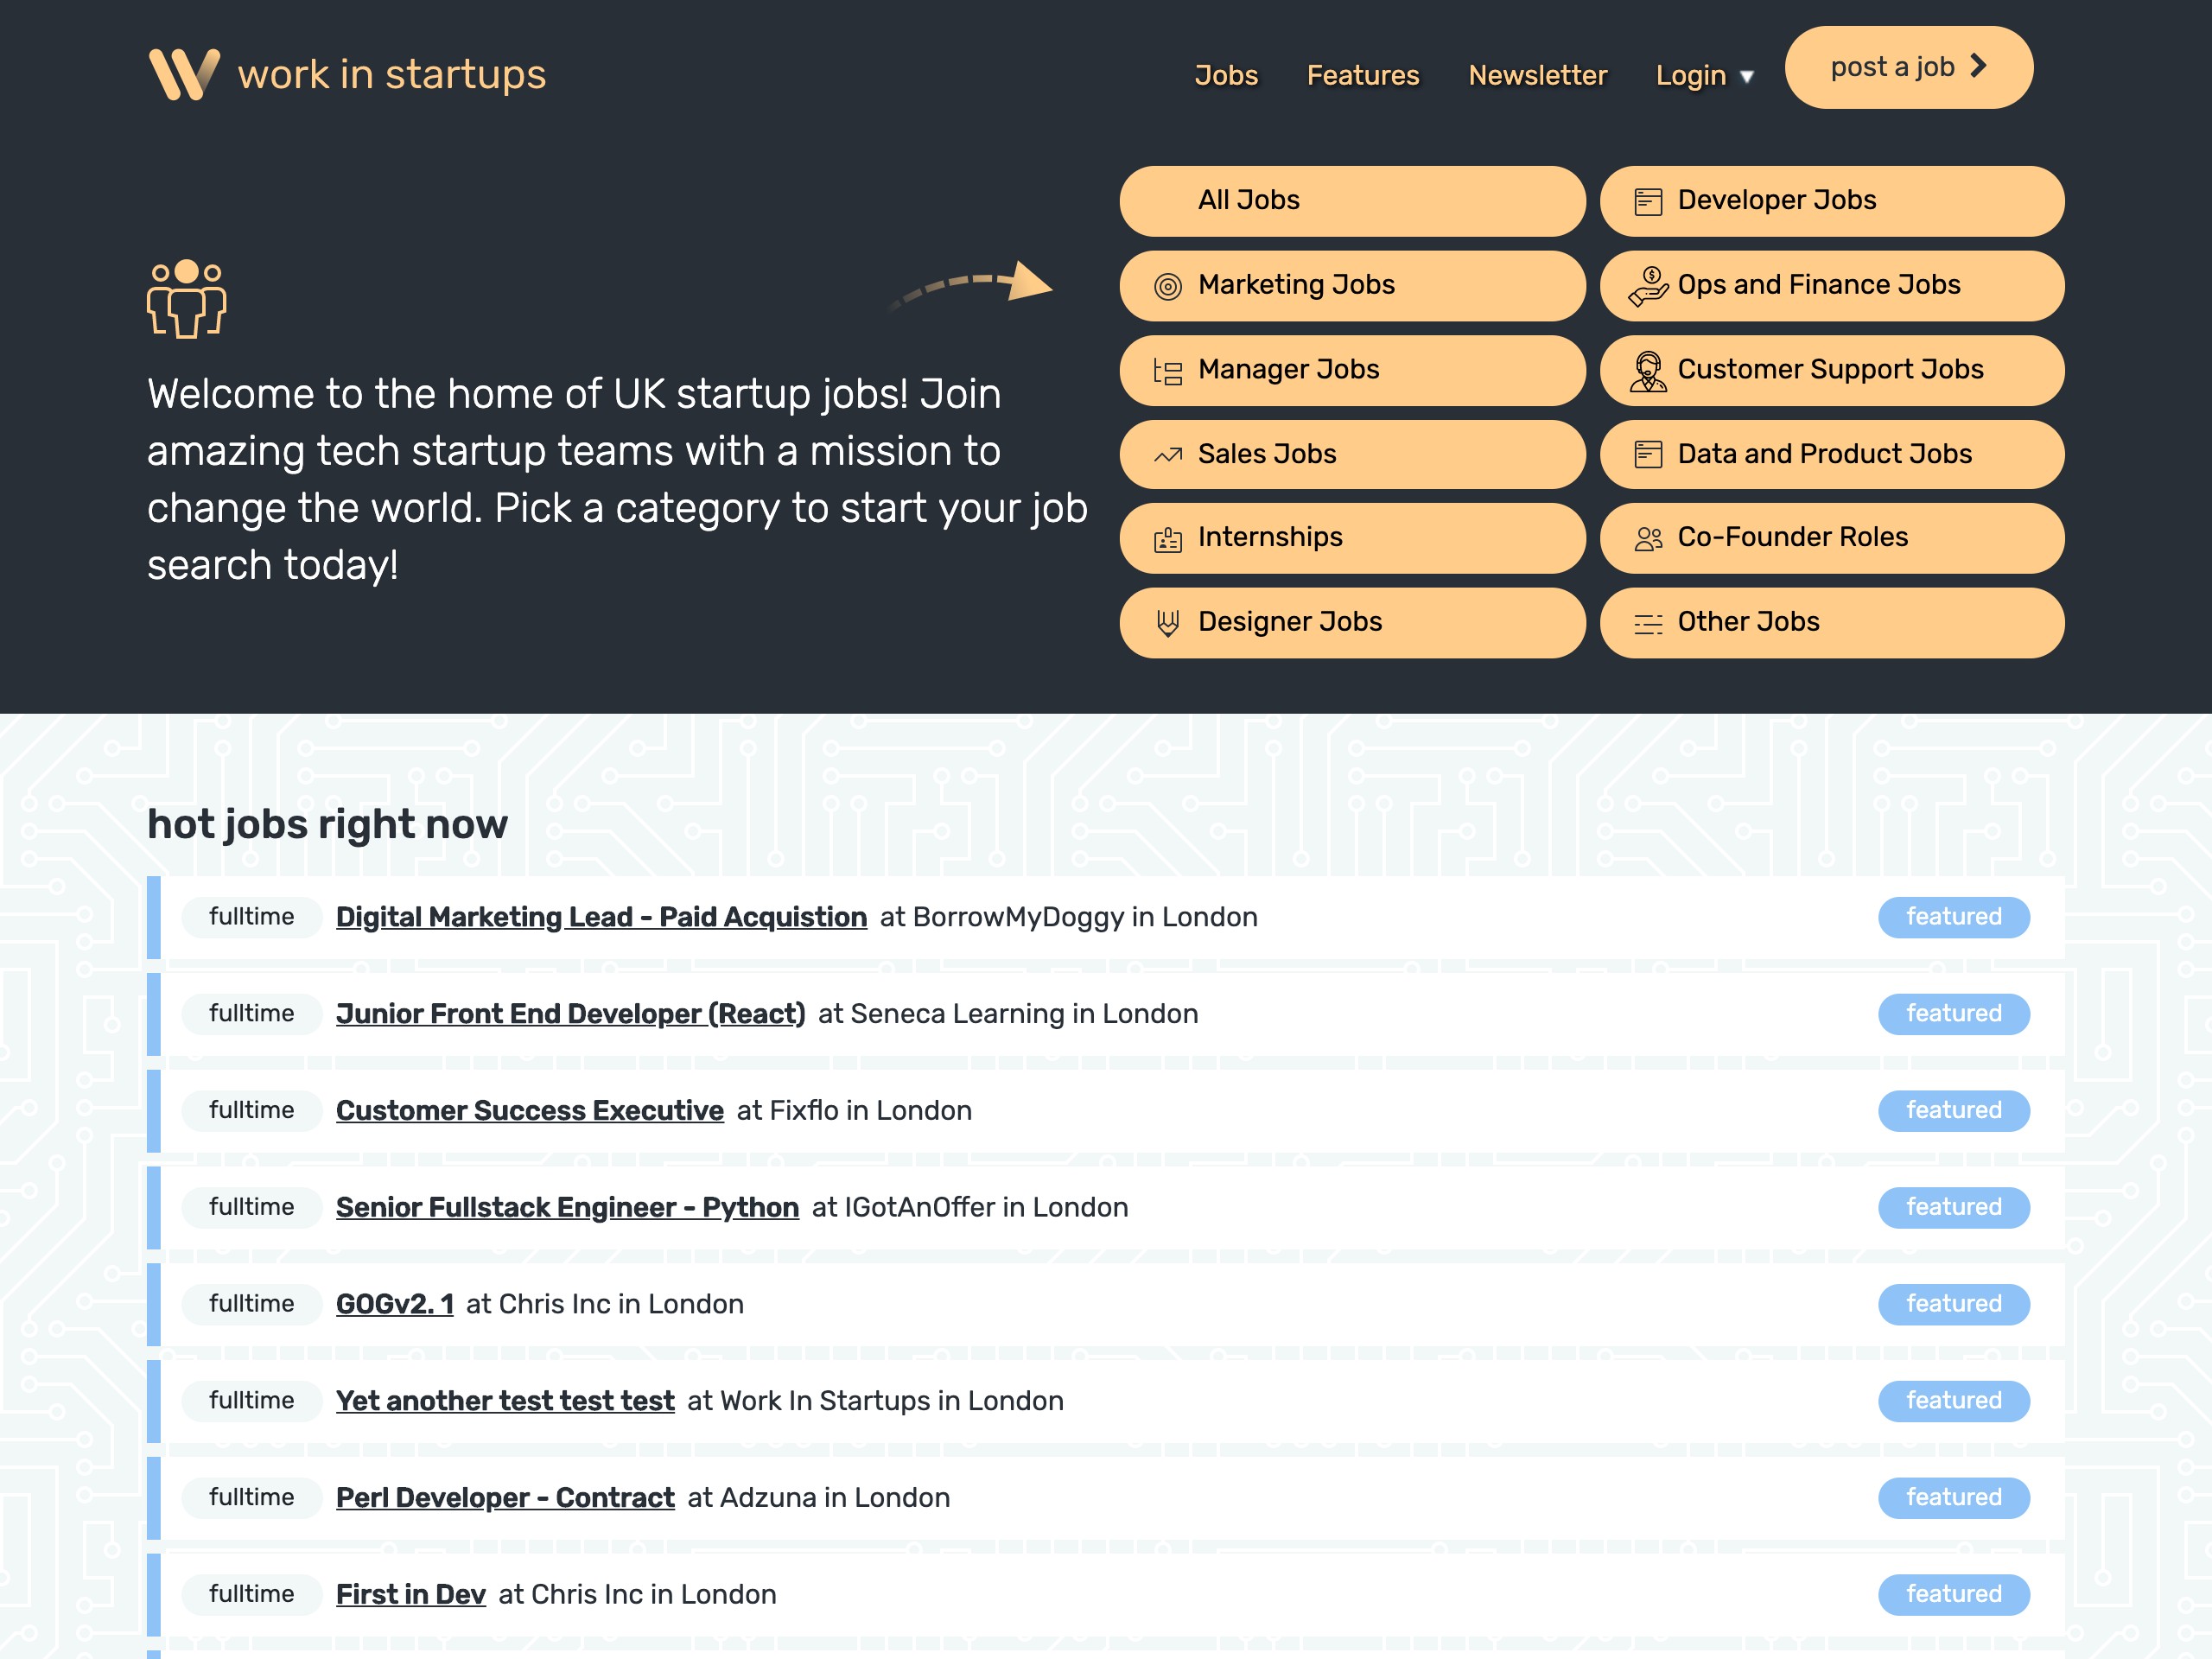 work in startups
Jobs Features Newsletter Login ▼ post a job
All Jobs Developer Jobs
Marketing Jobs Ops and Finance Jobs
Manager Jobs Customer Support Jobs
Sales Jobs Data and Product Jobs
Internships Co-Founder Roles
Designer Jobs Other Jobs
Welcome to the home of UK startup jobs! Join
amazing tech startup teams with a mission to
change the world. Pick a category to start your job
search today!
hot jobs right now
fulltime Digital Marketing Lead - Paid Acquistion at BorrowMyDoggy in London featured
fulltime Junior Front End Developer (React) at Seneca Learning in London featured
fulltime Customer Success Executive at Fixflo in London featured
fulltime Senior Fullstack Engineer - Python at IGotAnOffer in London featured
fulltime GOGv2. 1 at Chris Inc in London featured
fulltime Yet another test test test at Work In Startups in London featured
fulltime Perl Developer - Contract at Adzuna in London featured
fulltime First in Dev at Chris Inc in London featured